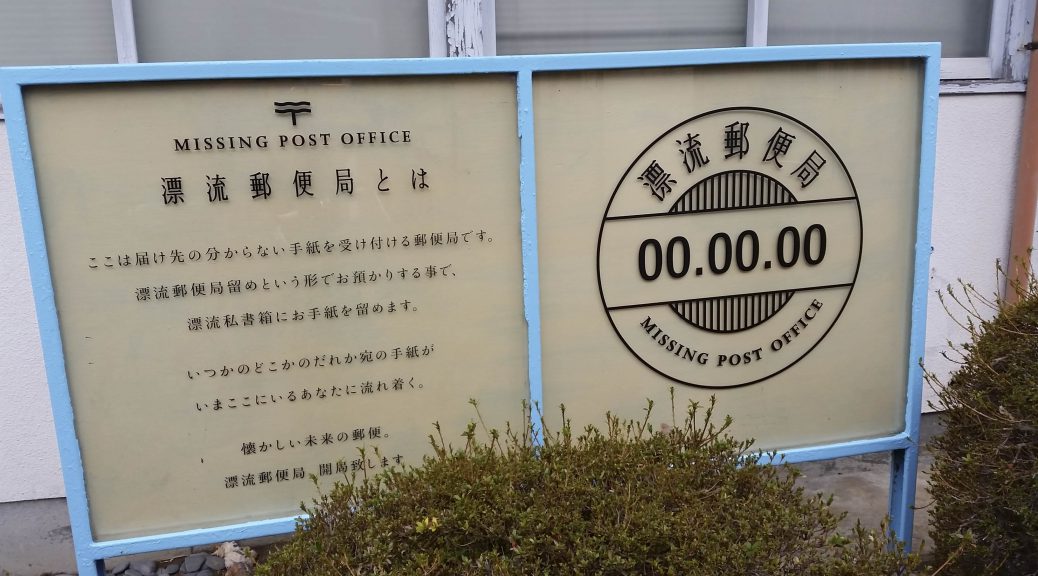 MISSING POST OFFICE
漂流郵便局とは
ここは届け先の分からない手紙を受け付ける郵便局です。
漂流郵便局留めという形でお預かりする事で、
漂流私書箱にお手紙を留めます。
いつかのどこかのだれか宛の手紙が
いまここにいるあなたに流れ着く。
懐かしい未来の郵便。
漂流郵便局 開局致します
漂流郵便局
00.00.00
MISSING POST OFFICE